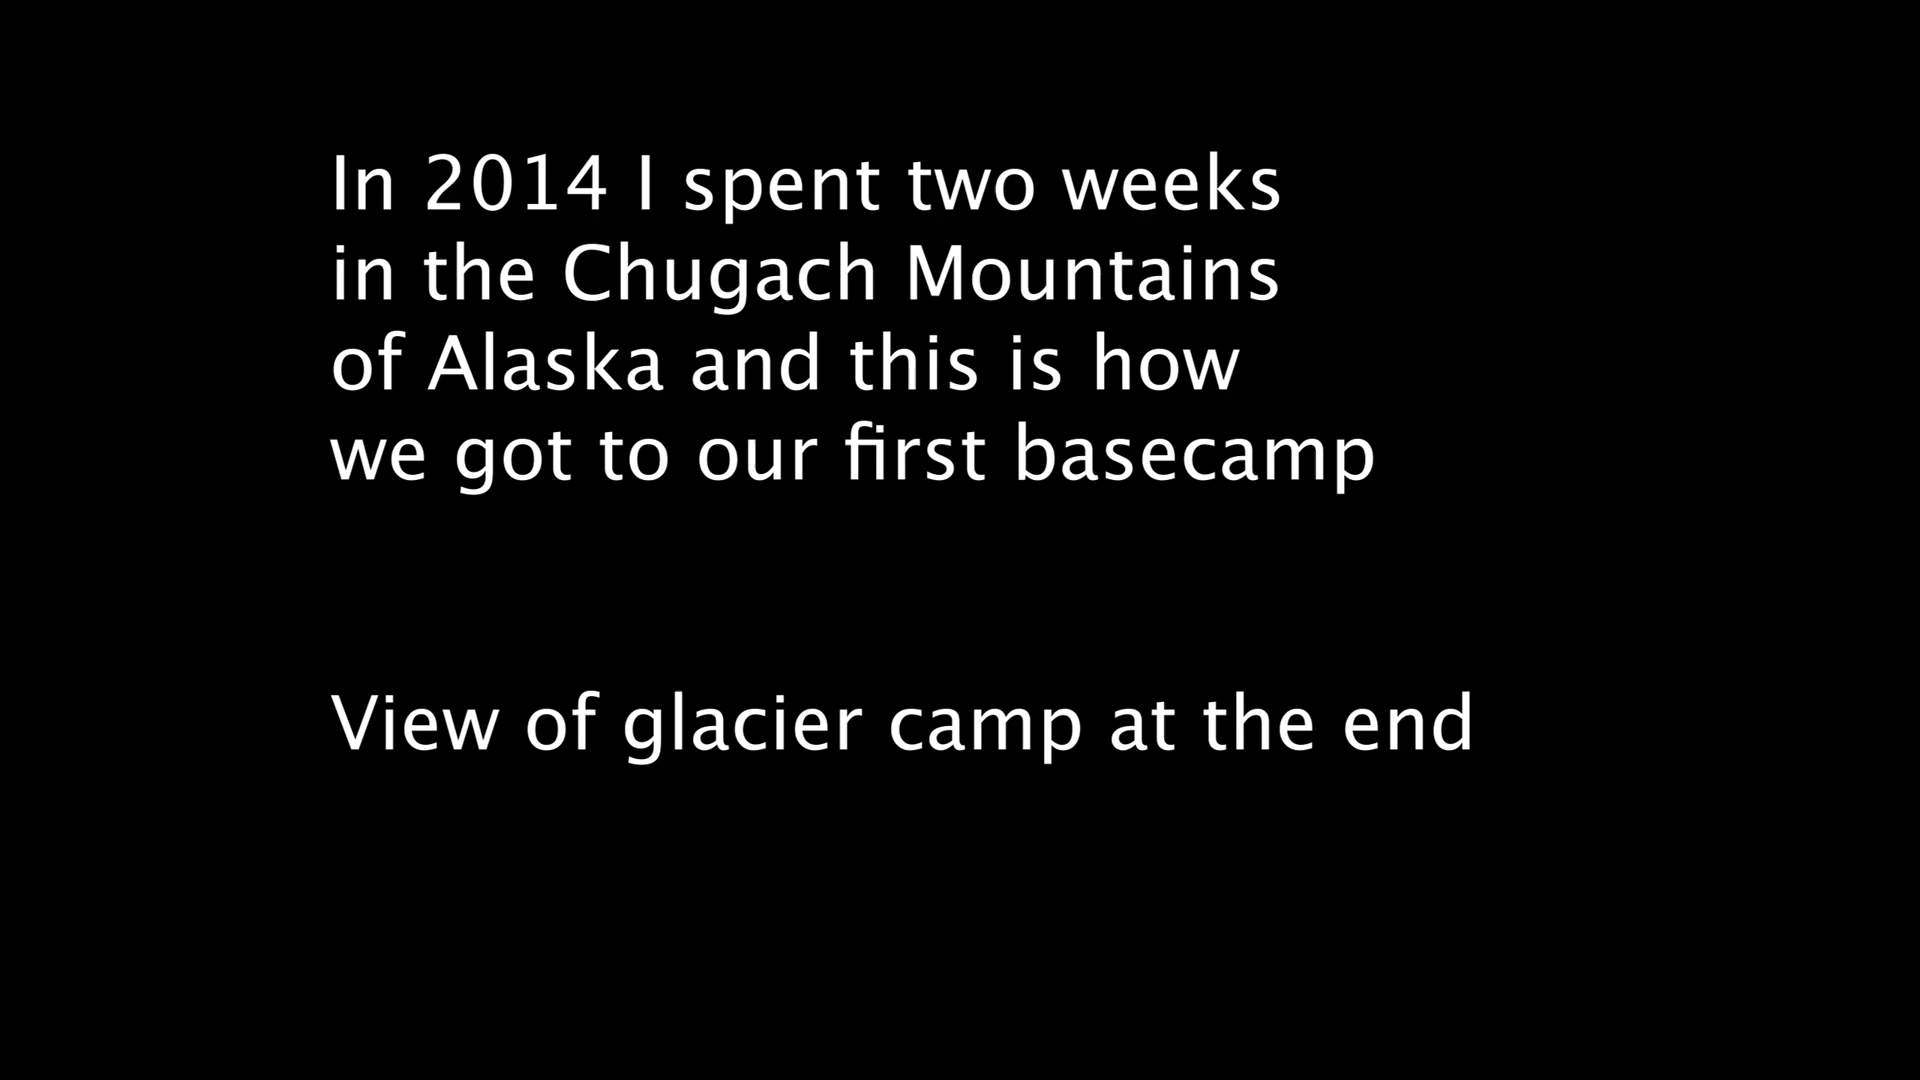 In 2014 I spent two weeks
in the Chugach Mountains
of Alaska and this is how
we got to our first basecamp
View of glacier camp at the end